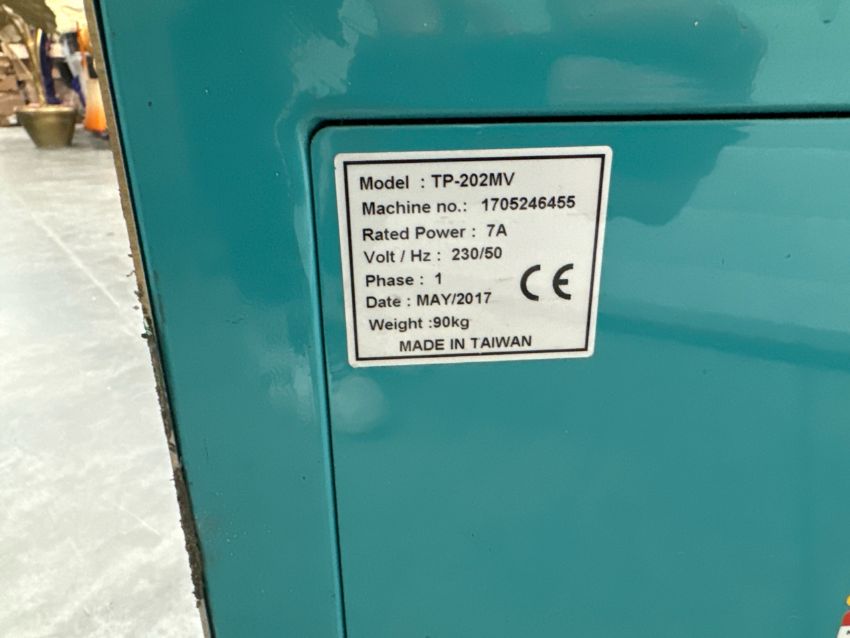 Model : TP-202MV
Machine no.: 1705246455
Rated Power : 7A
Volt / Hz : 230/50
Phase : 1
Date : MAY/2017
Weight :90kg
CE
MADE IN TAIWAN